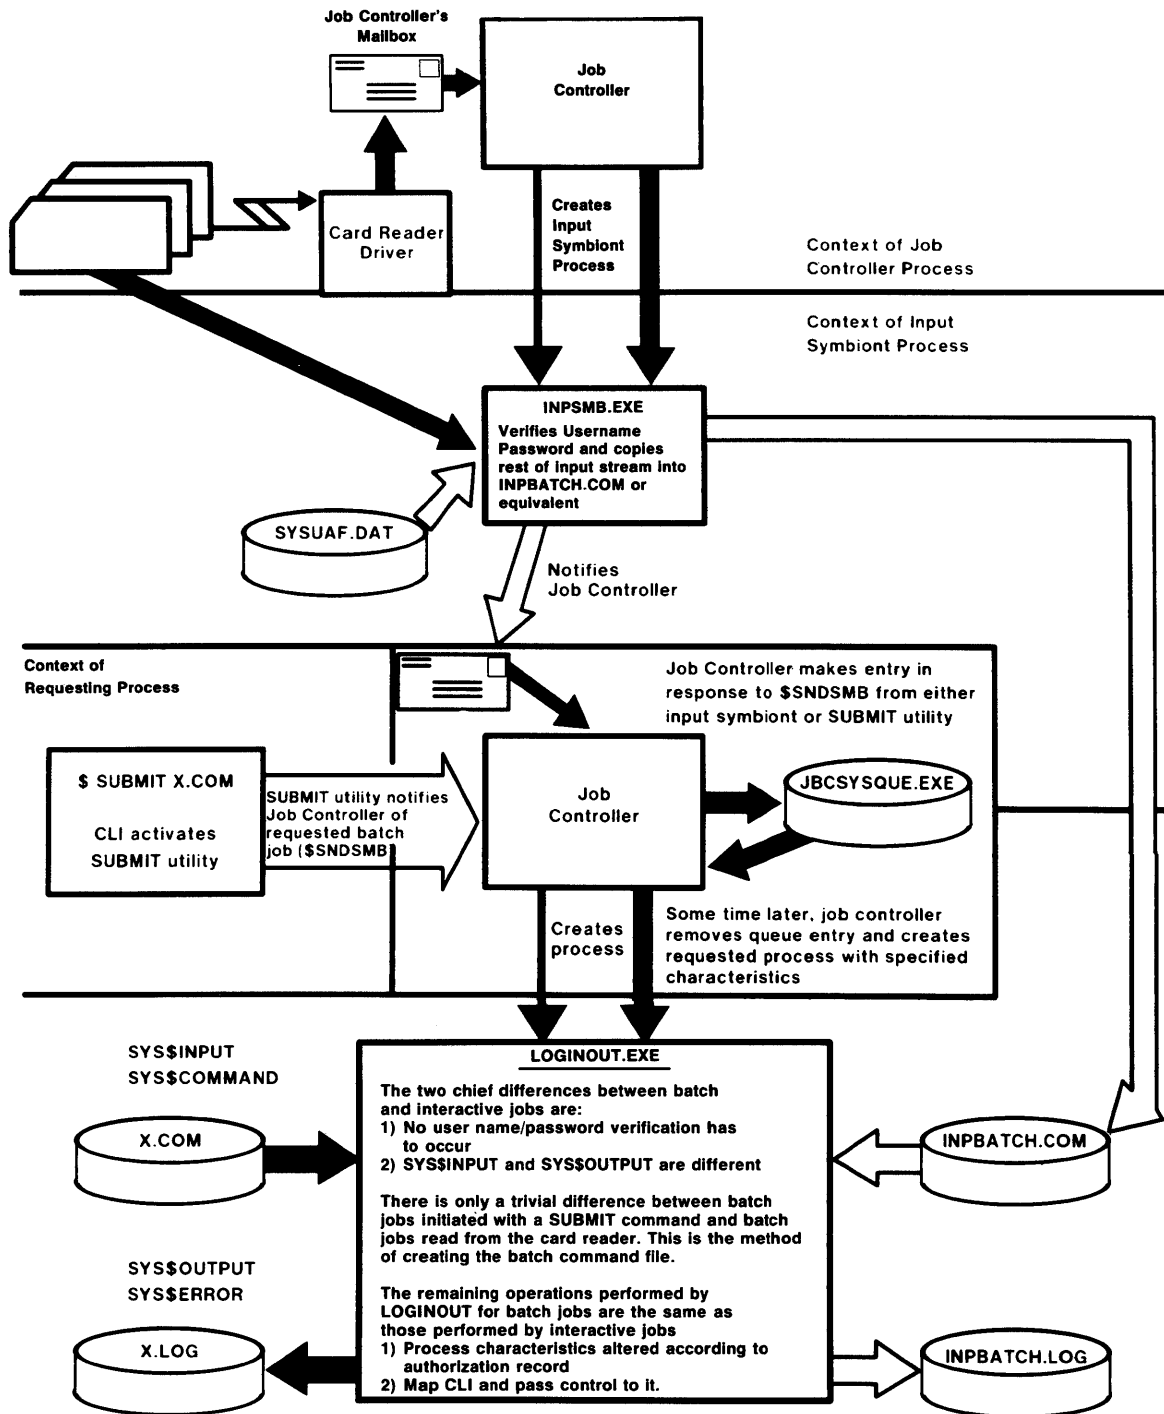 Job Controller's
Mailbox
Job
Controller
Card Reader
Driver
Creates
Input
Symbiont
Process
Context of Job
Controller Process
Context of Input
Symbiont Process
INPSMB.EXE
Verifies Username
Password and copies
rest of input stream into
INPBATCH.COM or
equivalent
SYSUAF.DAT
Notifies
Job Controller
Context of
Requesting Process
Job Controller makes entry in
response to $SNDSMB from either
input symbiont or SUBMIT utility
$ SUBMIT X.COM
CLI activates
SUBMIT utility
SUBMIT utility notifies
Job Controller of
requested batch
job ($SNDSMB)
Job
Controller
JBCSYSQUE.EXE
Creates
process
Some time later, job controller
removes queue entry and creates
requested process with specified
characteristics
SYS$INPUT
SYS$COMMAND
X.COM
SYS$OUTPUT
SYS$ERROR
X.LOG
LOGINOUT.EXE
The two chief differences between batch
and interactive jobs are:
1) No user name/password verification has
to occur
2) SYS$INPUT and SYS$OUTPUT are different
There is only a trivial difference between batch
jobs initiated with a SUBMIT command and batch
jobs read from the card reader. This is the method
of creating the batch command file.
The remaining operations performed by
LOGINOUT for batch jobs are the same as
those performed by interactive jobs
1) Process characteristics altered according to
authorization record
2) Map CLI and pass control to it.
INPBATCH.COM
INPBATCH.LOG